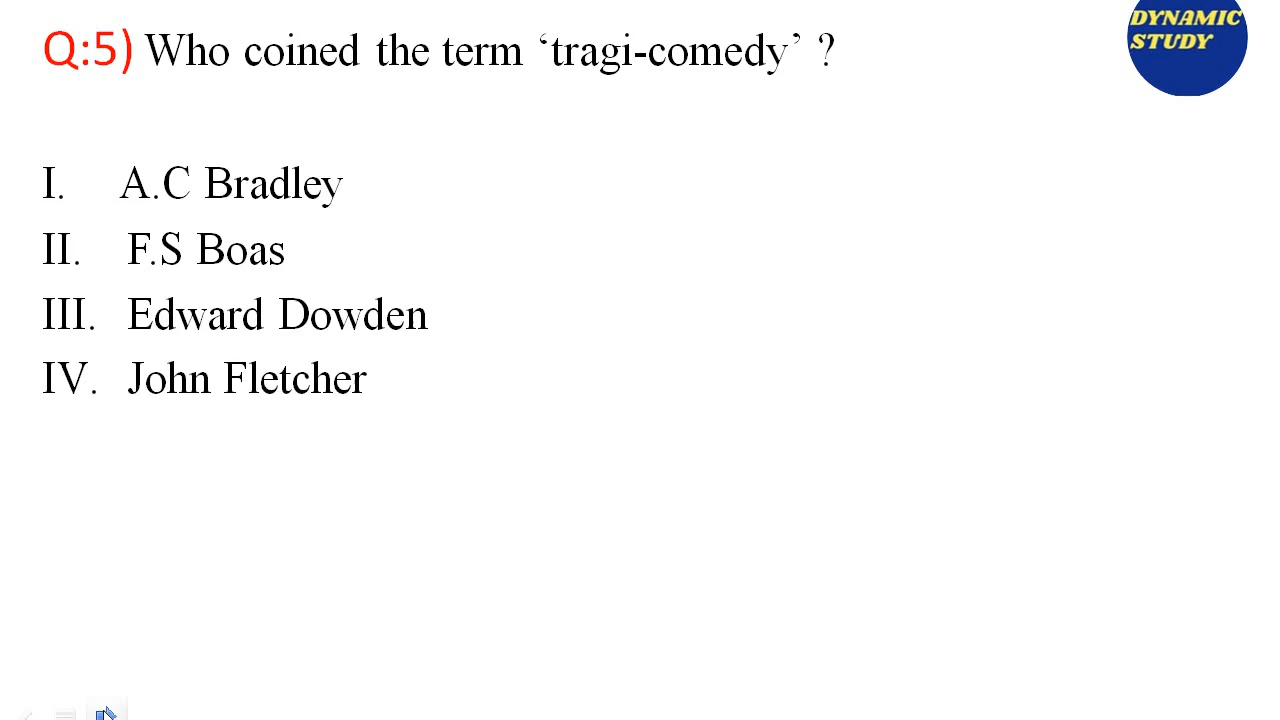 Q:5) Who coined the term ‘tragi-comedy’ ?
DYNAMIC
STUDY
I. A.C Bradley
II. F.S Boas
III. Edward Dowden
IV. John Fletcher